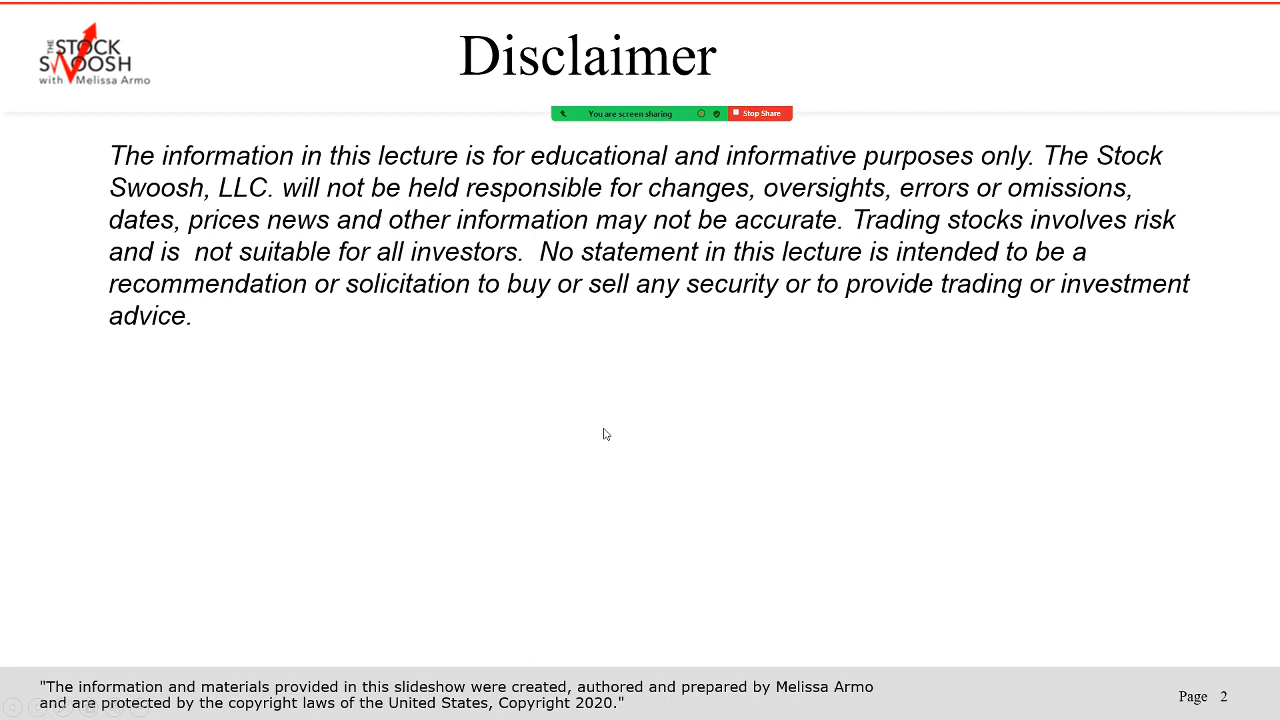 THE STOCK
SWOOSH
with Melissa Armo
Disclaimer
You are screen sharing
Stop Share
The information in this lecture is for educational and informative purposes only. The Stock
Swoosh, LLC. will not be held responsible for changes, oversights, errors or omissions,
dates, prices news and other information may not be accurate. Trading stocks involves risk
and is  not suitable for all investors.  No statement in this lecture is intended to be a
recommendation or solicitation to buy or sell any security or to provide trading or investment
advice.
"The information and materials provided in this slideshow were created, authored and prepared by Melissa Armo
and are protected by the copyright laws of the United States, Copyright 2020."
Page 2